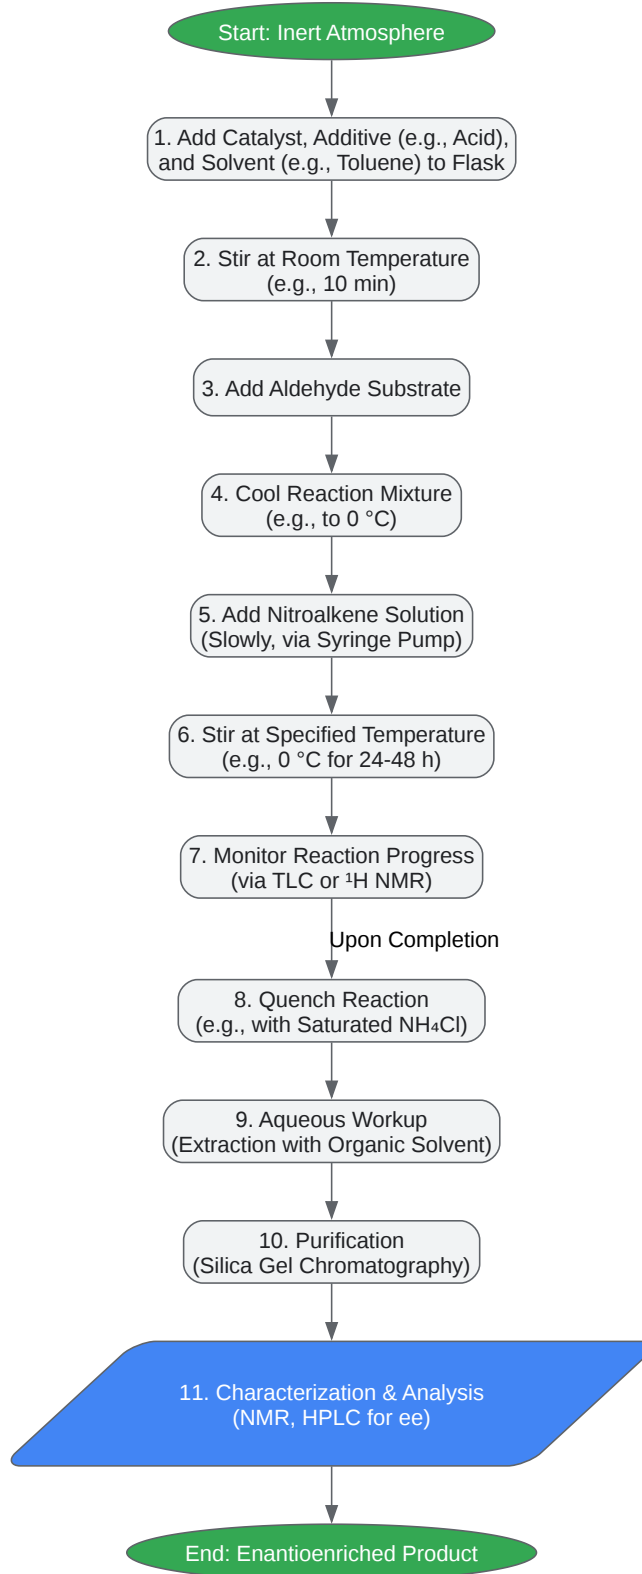 Start: Inert Atmosphere
1. Add Catalyst, Additive (e.g., Acid),
and Solvent (e.g., Toluene) to Flask
2. Stir at Room Temperature
(e.g., 10 min)
3. Add Aldehyde Substrate
4. Cool Reaction Mixture
(e.g., to 0 °C)
5. Add Nitroalkene Solution
(Slowly, via Syringe Pump)
6. Stir at Specified Temperature
(e.g., 0 °C for 24-48 h)
7. Monitor Reaction Progress
(via TLC or ¹H NMR)
Upon Completion
8. Quench Reaction
(e.g., with Saturated NH₄Cl)
9. Aqueous Workup
(Extraction with Organic Solvent)
10. Purification
(Silica Gel Chromatography)
11. Characterization & Analysis
(NMR, HPLC for ee)
End: Enantioenriched Product